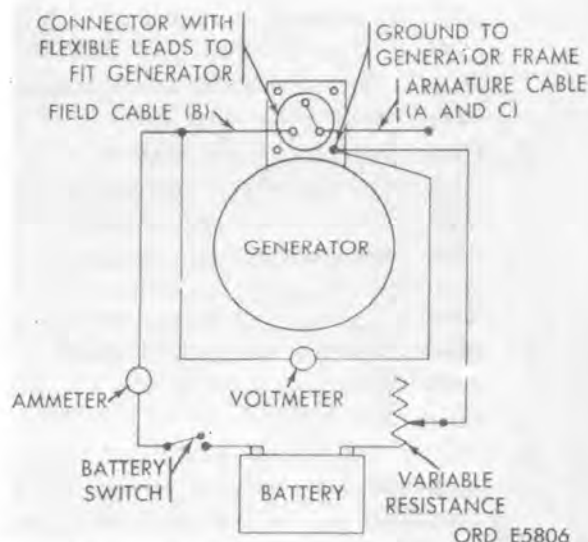 CONNECTOR WITH
FLEXIBLE LEADS TO
FIT GENERATOR
GROUND TO
GENERATOR FRAME
ARMATURE CABLE
(A AND C)
FIELD CABLE (B)
GENERATOR
AMMETER
VOLTMETER
BATTERY
SWITCH
BATTERY
VARIABLE
RESISTANCE
ORD E5806